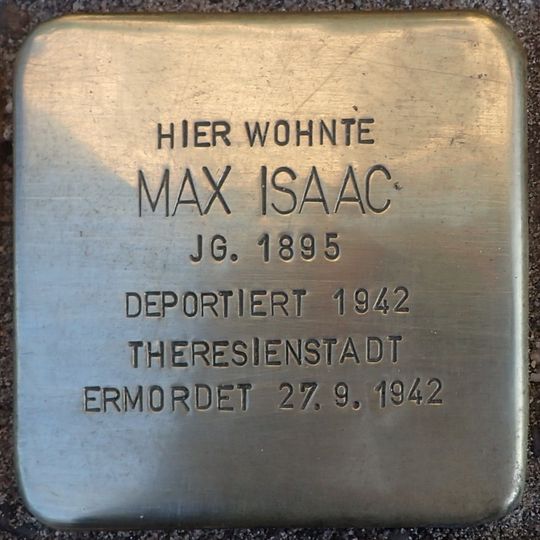 HIER WOHNTE
MAX ISAAC
JG. 1895
DEPORTIERT 1942
THERESIENSTADT
ERMORDET 27. 9. 1942